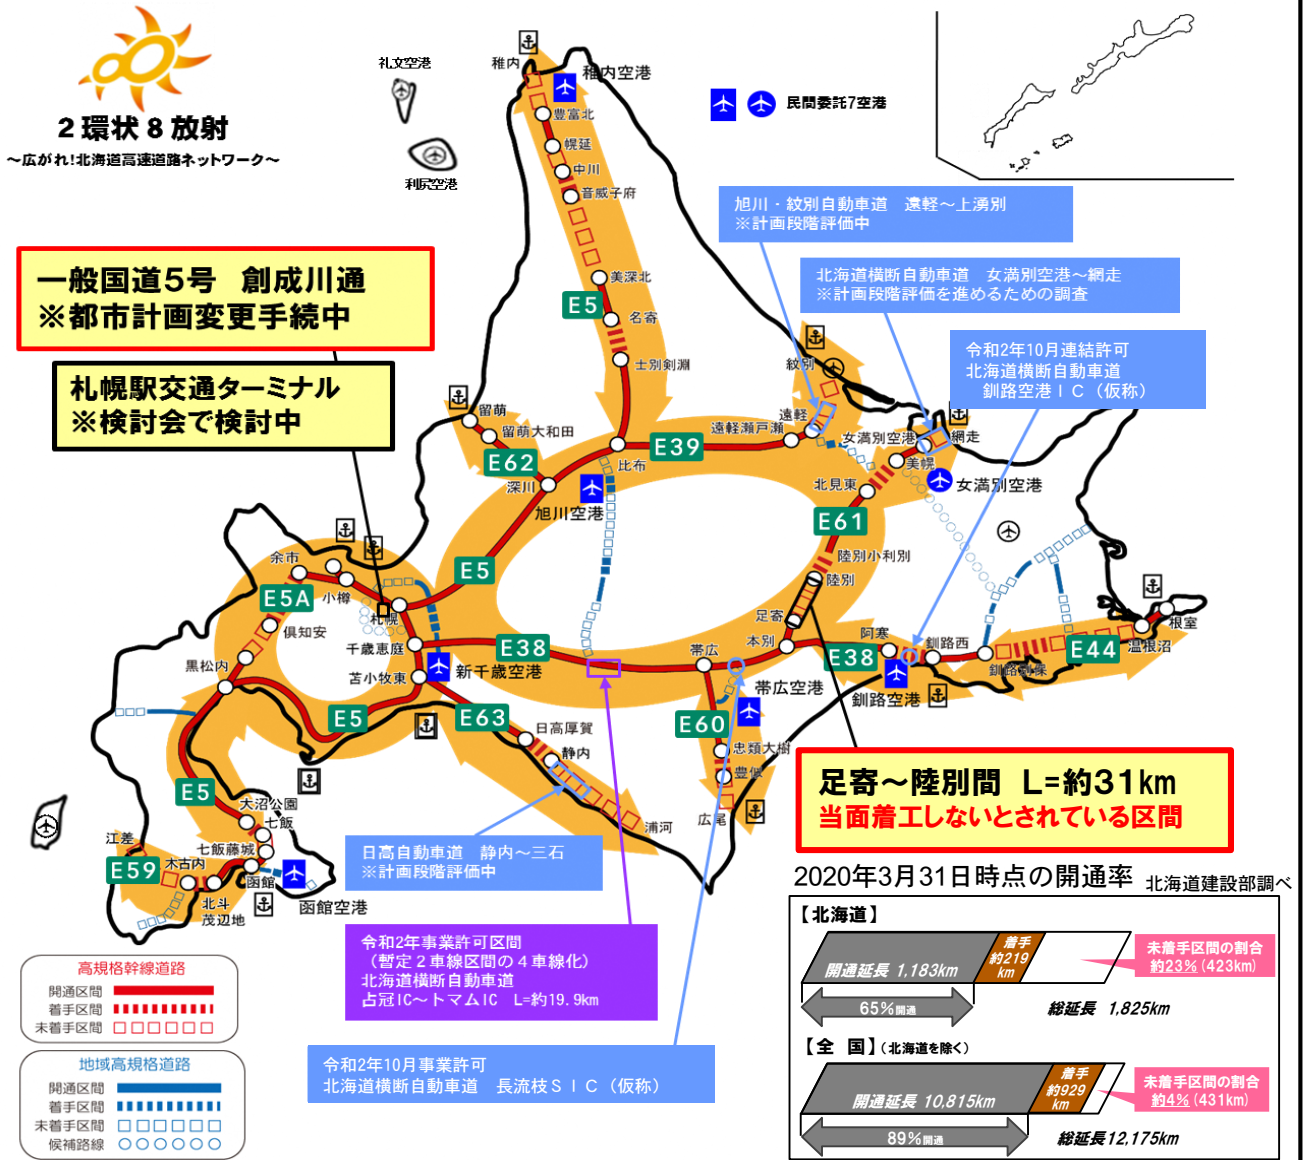 2環状8放射
～広がれ!北海道高速道路ネットワーク～
礼文空港
利尻空港
稚内
稚内空港
民間委託7空港
豊富北
幌延
中川
音威子府
美深北
E5
名寄
士別剣淵
旭川・紋別自動車道　遠軽～上湧別
※計画段階評価中
北海道横断自動車道　女満別空港～網走
※計画段階評価を進めるための調査
令和2年10月連結許可
北海道横断自動車道
釧路空港IC（仮称）
一般国道5号　創成川通
※都市計画変更手続中
札幌駅交通ターミナル
※検討会で検討中
紋別
遠軽
遠軽瀬戸瀬
女満別空港
網走
美幌
女満別空港
北見東
留萌
留萌大和田
E62
深川
比布
E39
旭川空港
E61
陸別小利別
陸別
足寄
本別
E5
余市
小樽
E5A
倶知安
札幌
黒松内
千歳恵庭
苫小牧東
新千歳空港
E38
帯広
帯広空港
E38
阿寒
釧路西
釧路空港
釧路別保
E44
温根沼
根室
E5
E63
日高厚賀
静内
浦河
E60
忠類大樹
豊似
広尾
E5
大沼公園
七飯
七飯藤城
函館
函館空港
江差
E59
木古内
北斗
茂辺地
足寄～陸別間　L=約31km
当面着工しないとされている区間
日高自動車道　静内～三石
※計画段階評価中
令和2年事業許可区間
（暫定2車線区間の4車線化）
北海道横断自動車道
占冠IC～トマムIC　L=約19.9km
令和2年10月事業許可
北海道横断自動車道　長流枝SIC（仮称）
高規格幹線道路
開通区間
着手区間
未着手区間
地域高規格道路
開通区間
着手区間
未着手区間
候補路線
2020年3月31日時点の開通率　北海道建設部調べ
【北海道】
開通延長 1,183km
着手
約219
km
未着手区間の割合
約23%(423km)
65%開通
総延長　1,825km
【全　国】(北海道を除く)
開通延長 10,815km
着手
約929
km
未着手区間の割合
約4%(431km)
89%開通
総延長12,175km